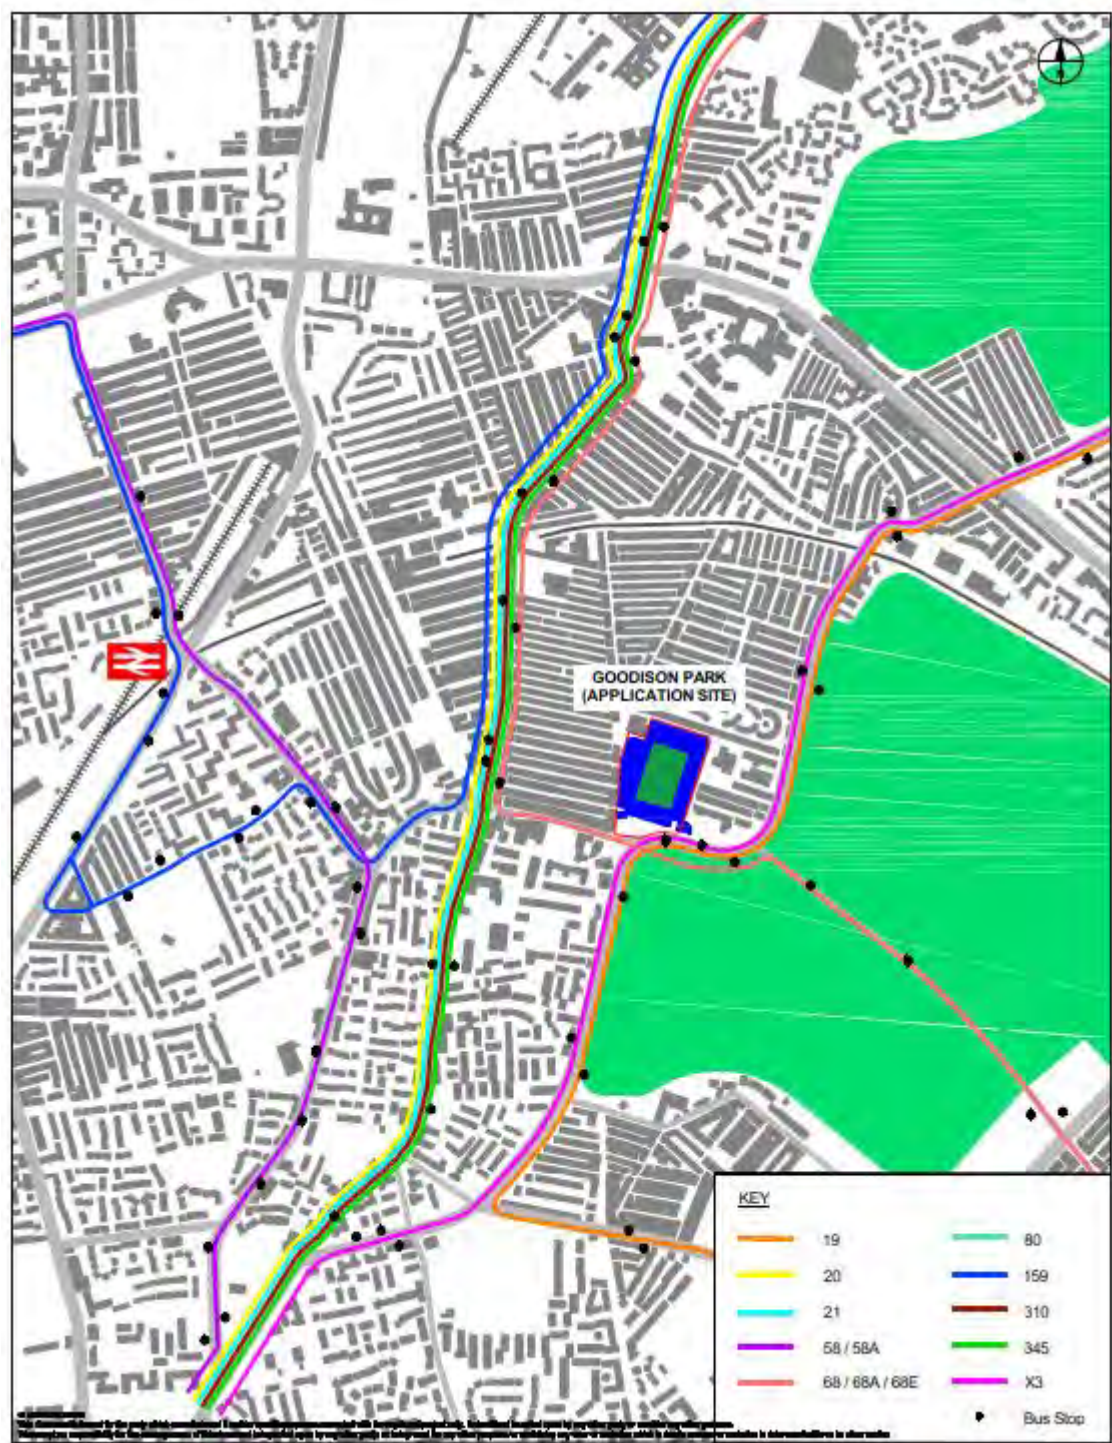 GOODISON PARK
(APPLICATION SITE)
KEY
19
20
21
58 / 58A
68 / 68A / 68E
80
159
310
345
X3
Bus Stop